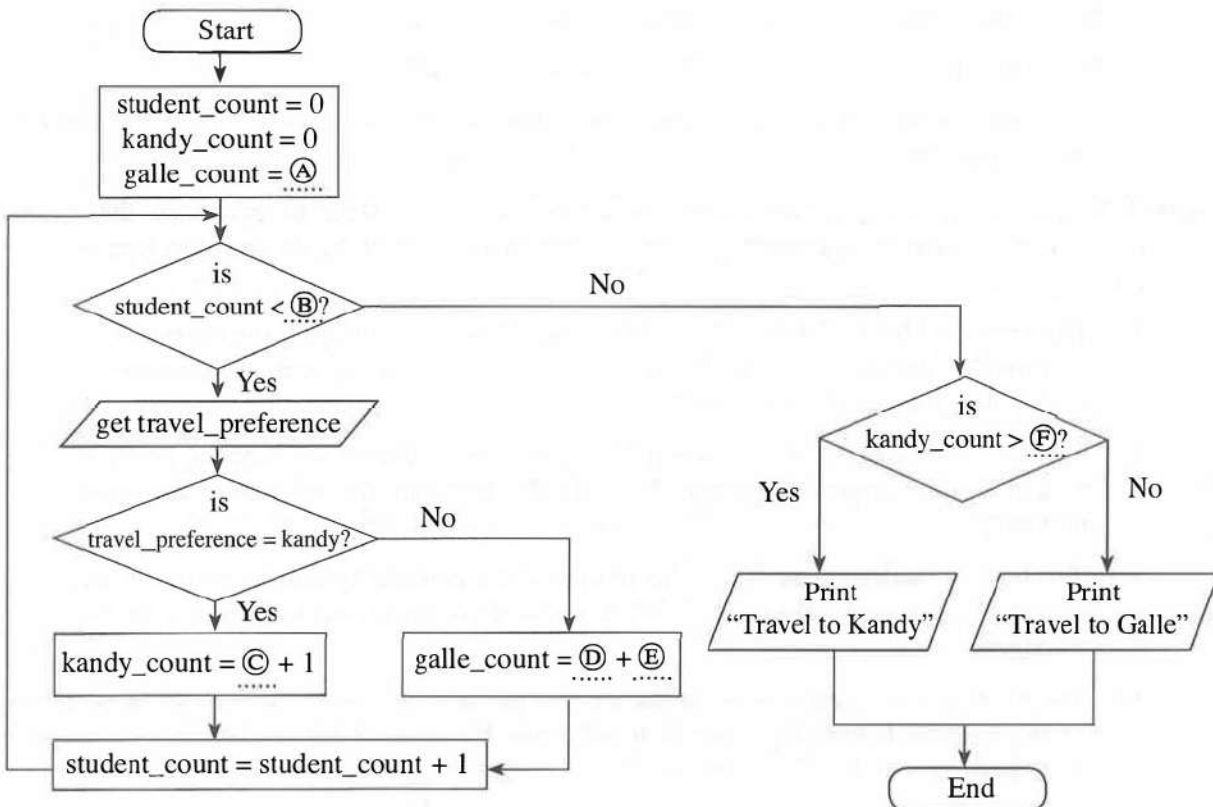 Start
student_count = 0
kandy_count = 0
galle_count = Ⓐ
is
student_count < Ⓑ?
No
Yes
get travel_preference
is
travel_preference = kandy?
No
Yes
kandy_count = Ⓒ + 1
galle_count = Ⓓ + Ⓔ
student_count = student_count + 1
is
kandy_count > Ⓕ?
Yes
No
Print
“Travel to Kandy”
Print
“Travel to Galle”
End